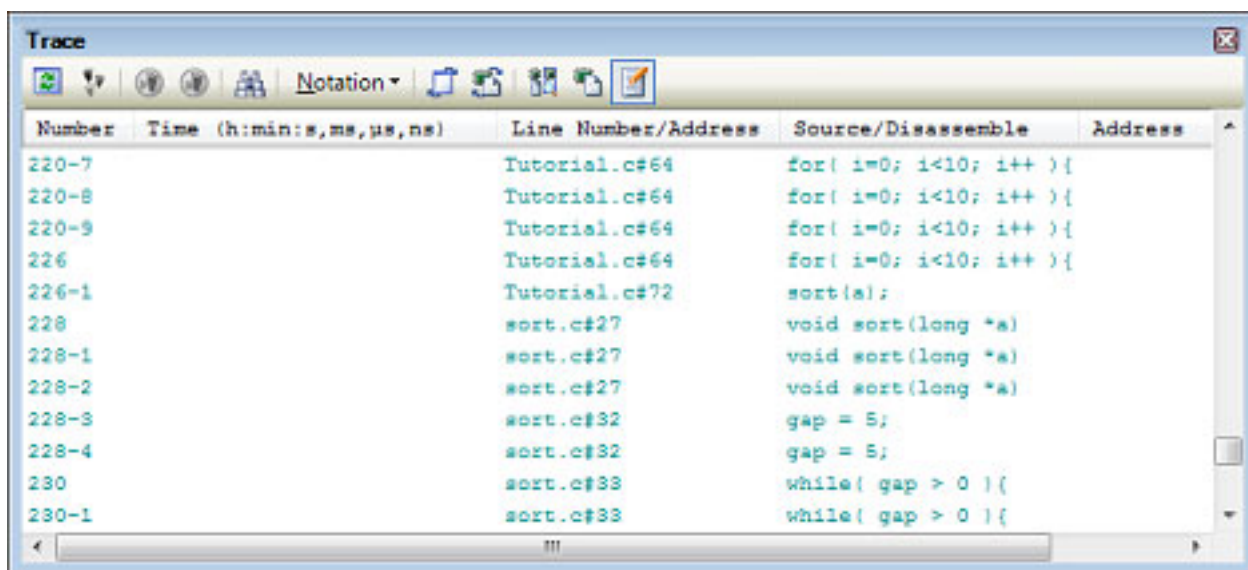 Trace
Notation
Number Time (h:min:s,ms,µs,ns) Line Number/Address Source/Disassemble Address
220-7 Tutorial.c#64 for( i=0; i<10; i++ ){
220-8 Tutorial.c#64 for( i=0; i<10; i++ ){
220-9 Tutorial.c#64 for( i=0; i<10; i++ ){
226 Tutorial.c#64 for( i=0; i<10; i++ ){
226-1 Tutorial.c#72 sort(a);
228 sort.c#27 void sort(long *a)
228-1 sort.c#27 void sort(long *a)
228-2 sort.c#27 void sort(long *a)
228-3 sort.c#32 gap = 5;
228-4 sort.c#32 gap = 5;
230 sort.c#33 while( gap > 0 ){
230-1 sort.c#33 while( gap > 0 ){